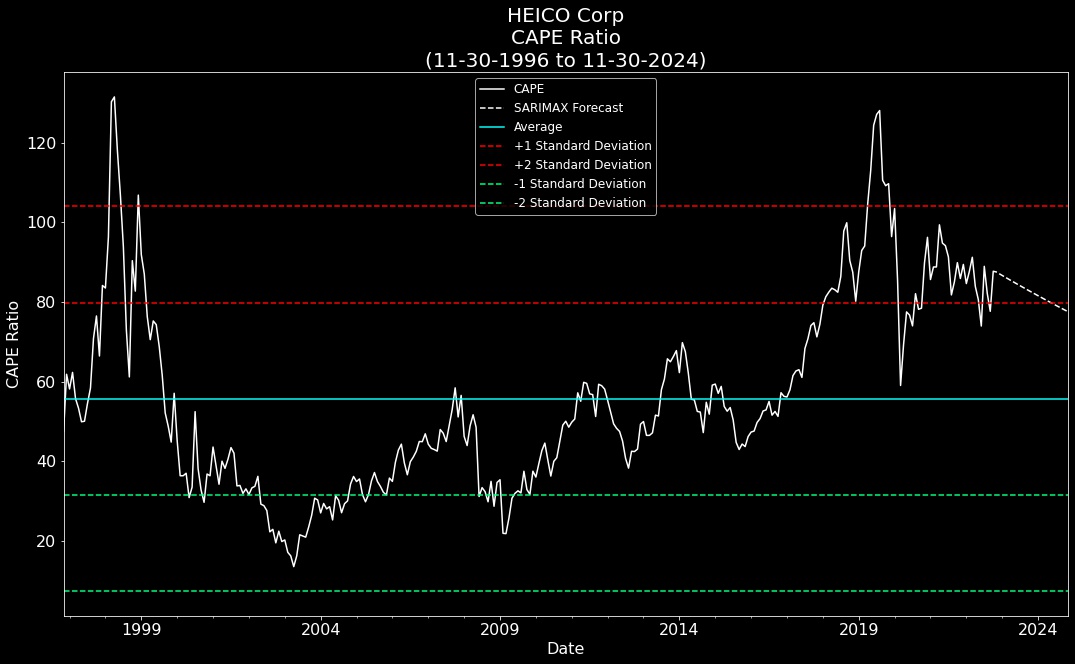 HEICO Corp
CAPE Ratio
(11-30-1996 to 11-30-2024)
CAPE
SARIMAX Forecast
Average
+1 Standard Deviation
+2 Standard Deviation
-1 Standard Deviation
-2 Standard Deviation
120
100
80
60
40
20
CAPE Ratio
1999 2004 2009 2014 2019 2024
Date